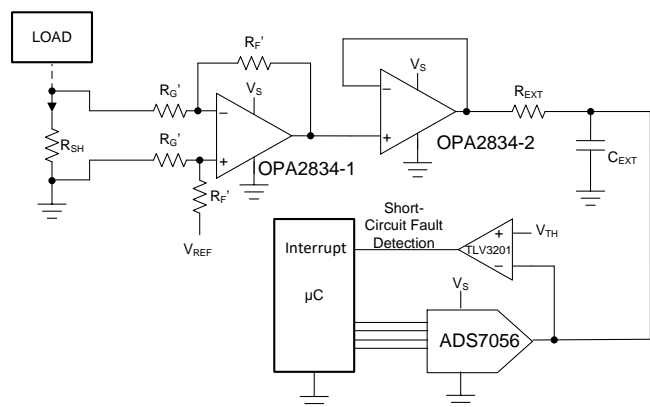 LOAD
R_F'
V_S
R_G'
R_SH
R_G'
R_F'
V_REF
OPA2834-1
V_S
OPA2834-2
R_EXT
C_EXT
Short-
Circuit Fault
Detection
Interrupt
µC
TLV3201
V_TH
V_S
ADS7056